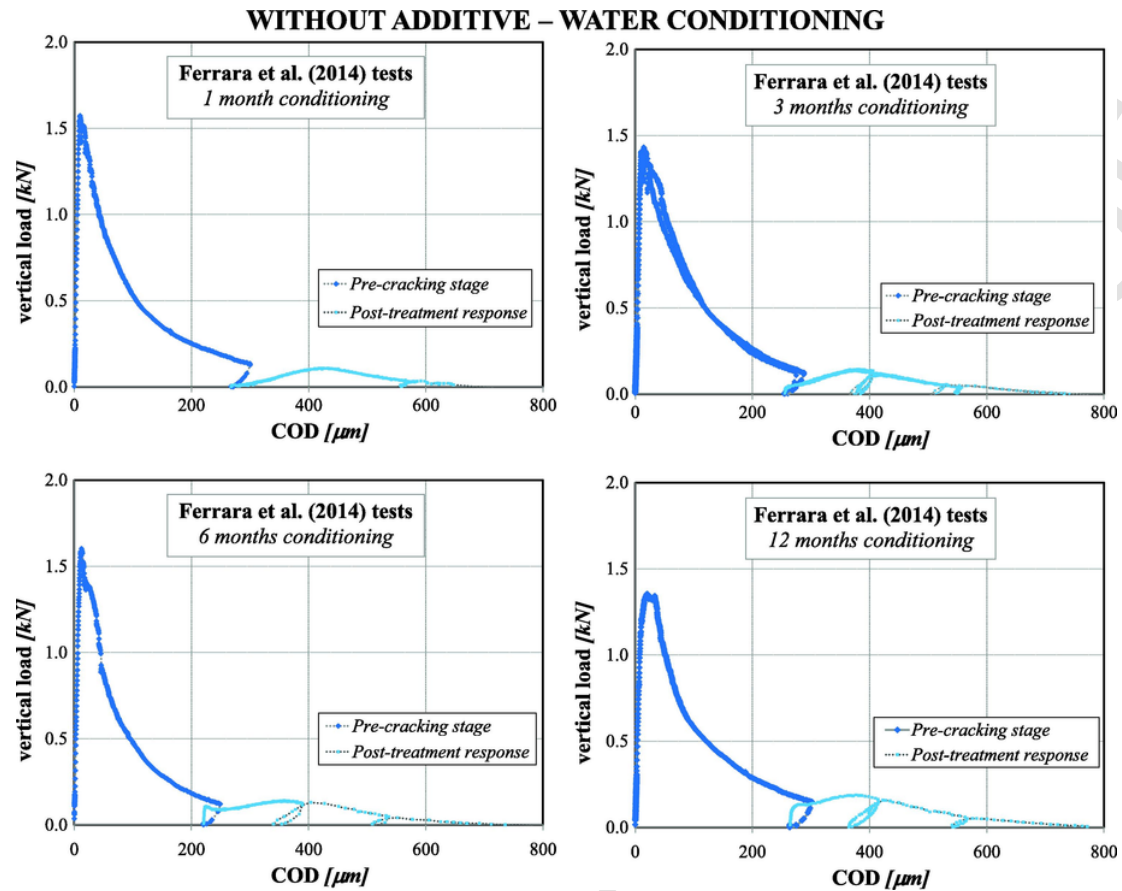 WITHOUT ADDITIVE – WATER CONDITIONING
2.0
1.5
1.0
0.5
0.0
vertical load [kN]
Ferrara et al. (2014) tests
1 month conditioning
Pre-cracking stage
Post-treatment response
0
200
400
600
800
COD [μm]
2.0
1.5
1.0
0.5
0.0
vertical load [kN]
Ferrara et al. (2014) tests
3 months conditioning
Pre-cracking stage
Post-treatment response
0
200
400
600
800
COD [μm]
2.0
1.5
1.0
0.5
0.0
vertical load [kN]
Ferrara et al. (2014) tests
6 months conditioning
Pre-cracking stage
Post-treatment response
0
200
400
600
800
COD [μm]
2.0
1.5
1.0
0.5
0.0
vertical load [kN]
Ferrara et al. (2014) tests
12 months conditioning
Pre-cracking stage
Post-treatment response
0
200
400
600
800
COD [μm]